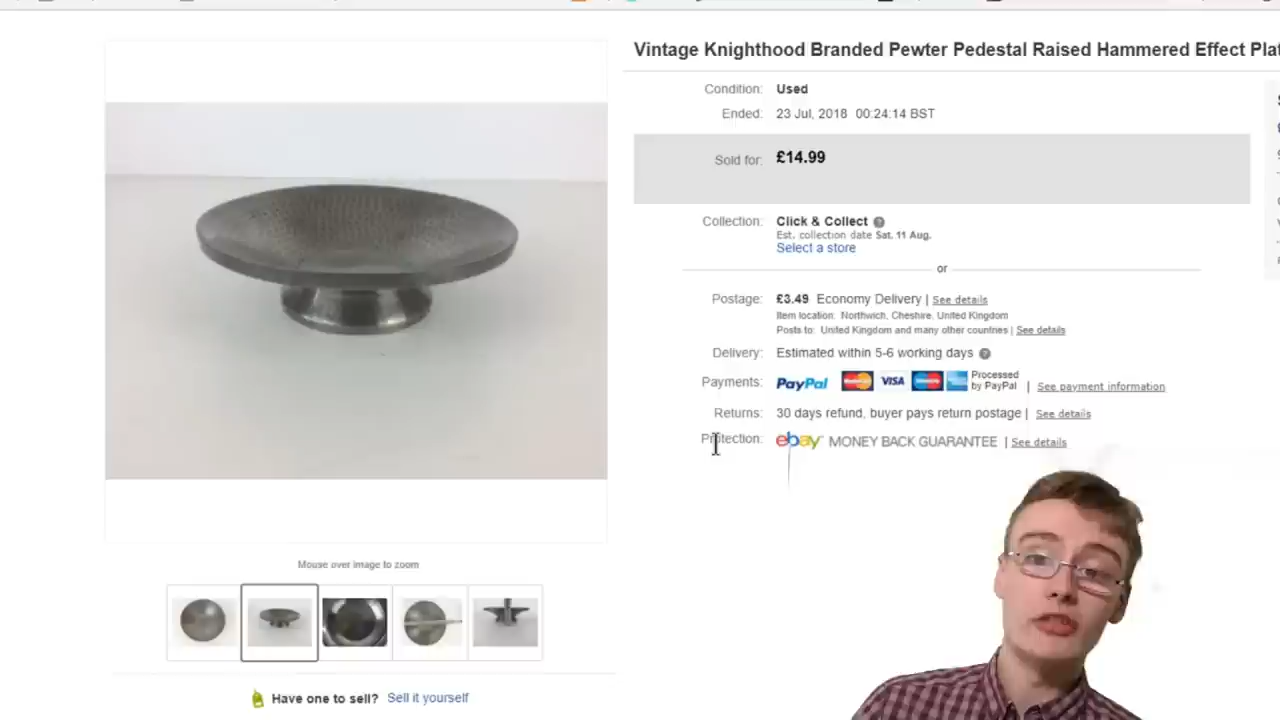 Vintage Knighthood Branded Pewter Pedestal Raised Hammered Effect Plat
Condition: Used
Ended: 23 Jul, 2018 00:24:14 BST
Sold for: £14.99
Collection: Click & Collect
Est. collection date Sat. 11 Aug.
Select a store
or
Postage: £3.49 Economy Delivery | See details
Item location: Northwich, Cheshire, United Kingdom
Posts to: United Kingdom and many other countries | See details
Delivery: Estimated within 5-6 working days
Payments: PayPal MasterCard VISA Processed by PayPal | See payment information
Returns: 30 days refund, buyer pays return postage | See details
Protection: ebay MONEY BACK GUARANTEE | See details
Mouse over image to zoom
Have one to sell? Sell it yourself